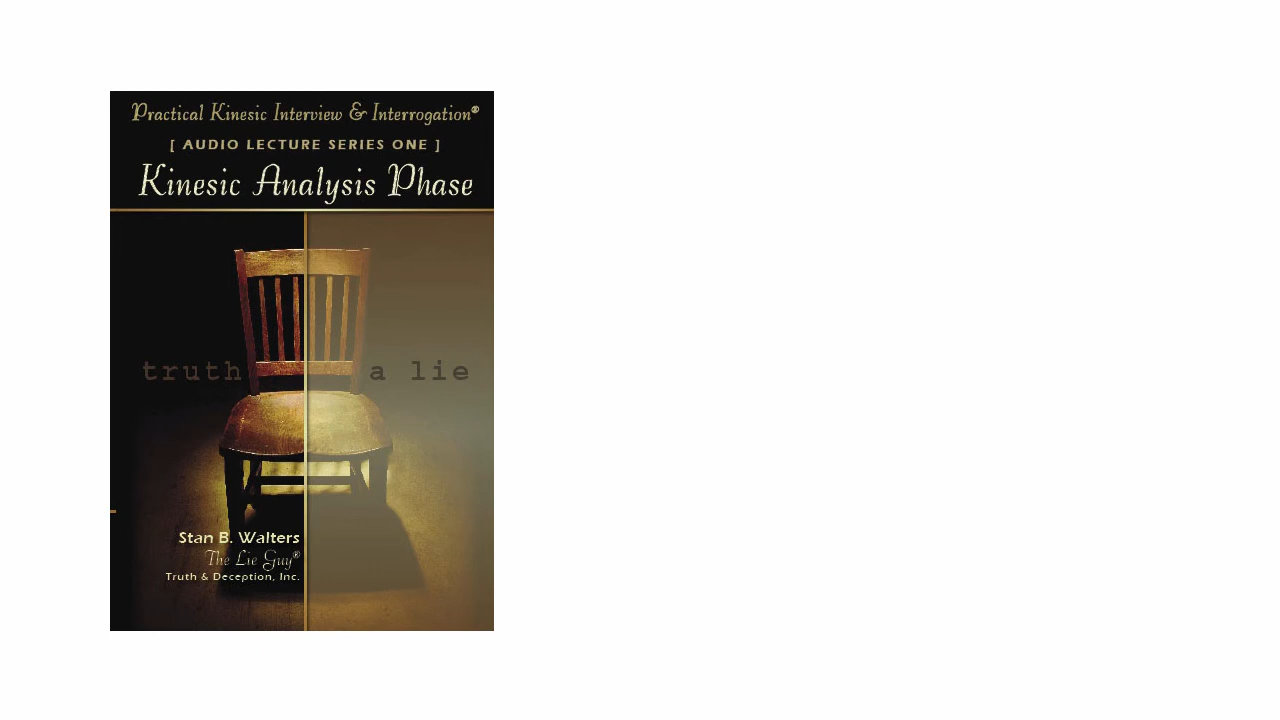 Practical Kinesic Interview & Interrogation®
[ AUDIO LECTURE SERIES ONE ]
Kinesic Analysis Phase
truth a lie
Stan B. Walters
The Lie Guy®
Truth & Deception, Inc.